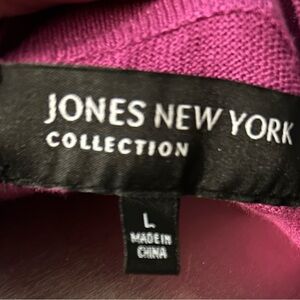 JONES NEW YORK
COLLECTION
L
MADE IN
CHINA